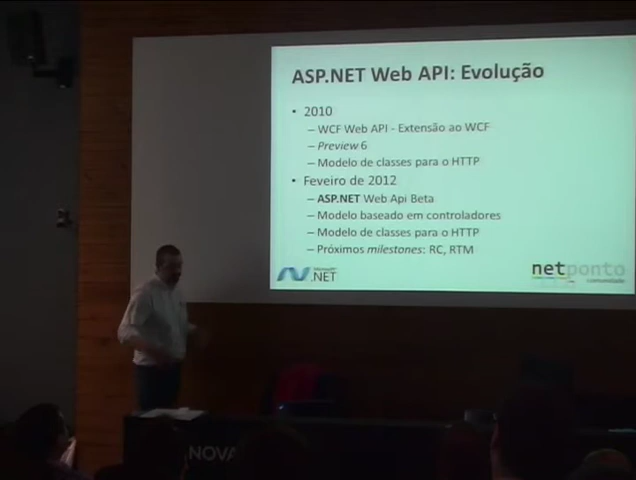 ASP.NET Web API: Evolução
• 2010
– WCF Web API - Extensão ao WCF
– Preview 6
– Modelo de classes para o HTTP
• Feveiro de 2012
– ASP.NET Web Api Beta
– Modelo baseado em controladores
– Modelo de classes para o HTTP
– Próximos milestones: RC, RTM
Microsoft
.NET
netponto
comunidade
NOVA